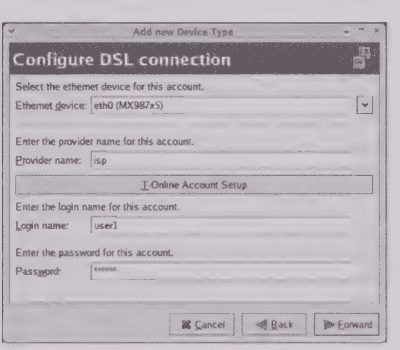 Add new Device Type
Configure DSL connection
Select the ethernet device for this account.
Ethernet device: eth0 (MX987x5)
Enter the provider name for this account.
Provider name: isp
T-Online Account Setup
Enter the login name for this account.
Login name: user1
Enter the password for this account.
Password: ******
Cancel Back Forward